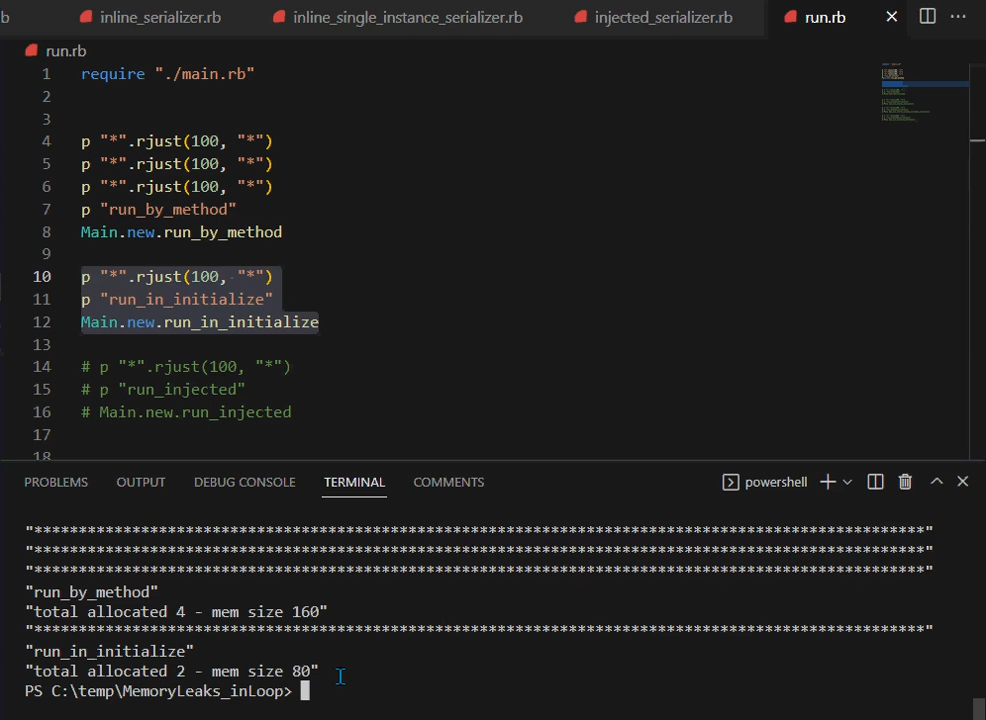 b inline_serializer.rb inline_single_instance_serializer.rb injected_serializer.rb run.rb
run.rb
1 require "./main.rb"
2
3
4 p "*".rjust(100, "*")
5 p "*".rjust(100, "*")
6 p "*".rjust(100, "*")
7 p "run_by_method"
8 Main.new.run_by_method
9
10 p "*".rjust(100, "*")
11 p "run_in_initialize"
12 Main.new.run_in_initialize
13
14 # p "*".rjust(100, "*")
15 # p "run_injected"
16 # Main.new.run_injected
17
18
PROBLEMS OUTPUT DEBUG CONSOLE TERMINAL COMMENTS powershell
"****************************************************************************************************"
"****************************************************************************************************"
"****************************************************************************************************"
"run_by_method"
"total allocated 4 - mem size 160"
"****************************************************************************************************"
"run_in_initialize"
"total allocated 2 - mem size 80"
PS C:\temp\MemoryLeaks_inLoop>